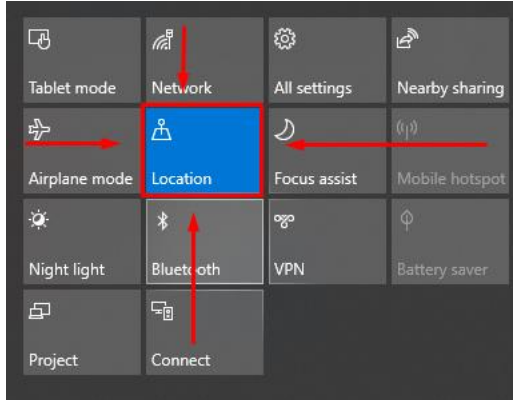 Tablet mode
Network
All settings
Nearby sharing
Airplane mode
Location
Focus assist
Mobile hotspot
Night light
Bluetooth
VPN
Battery saver
Project
Connect